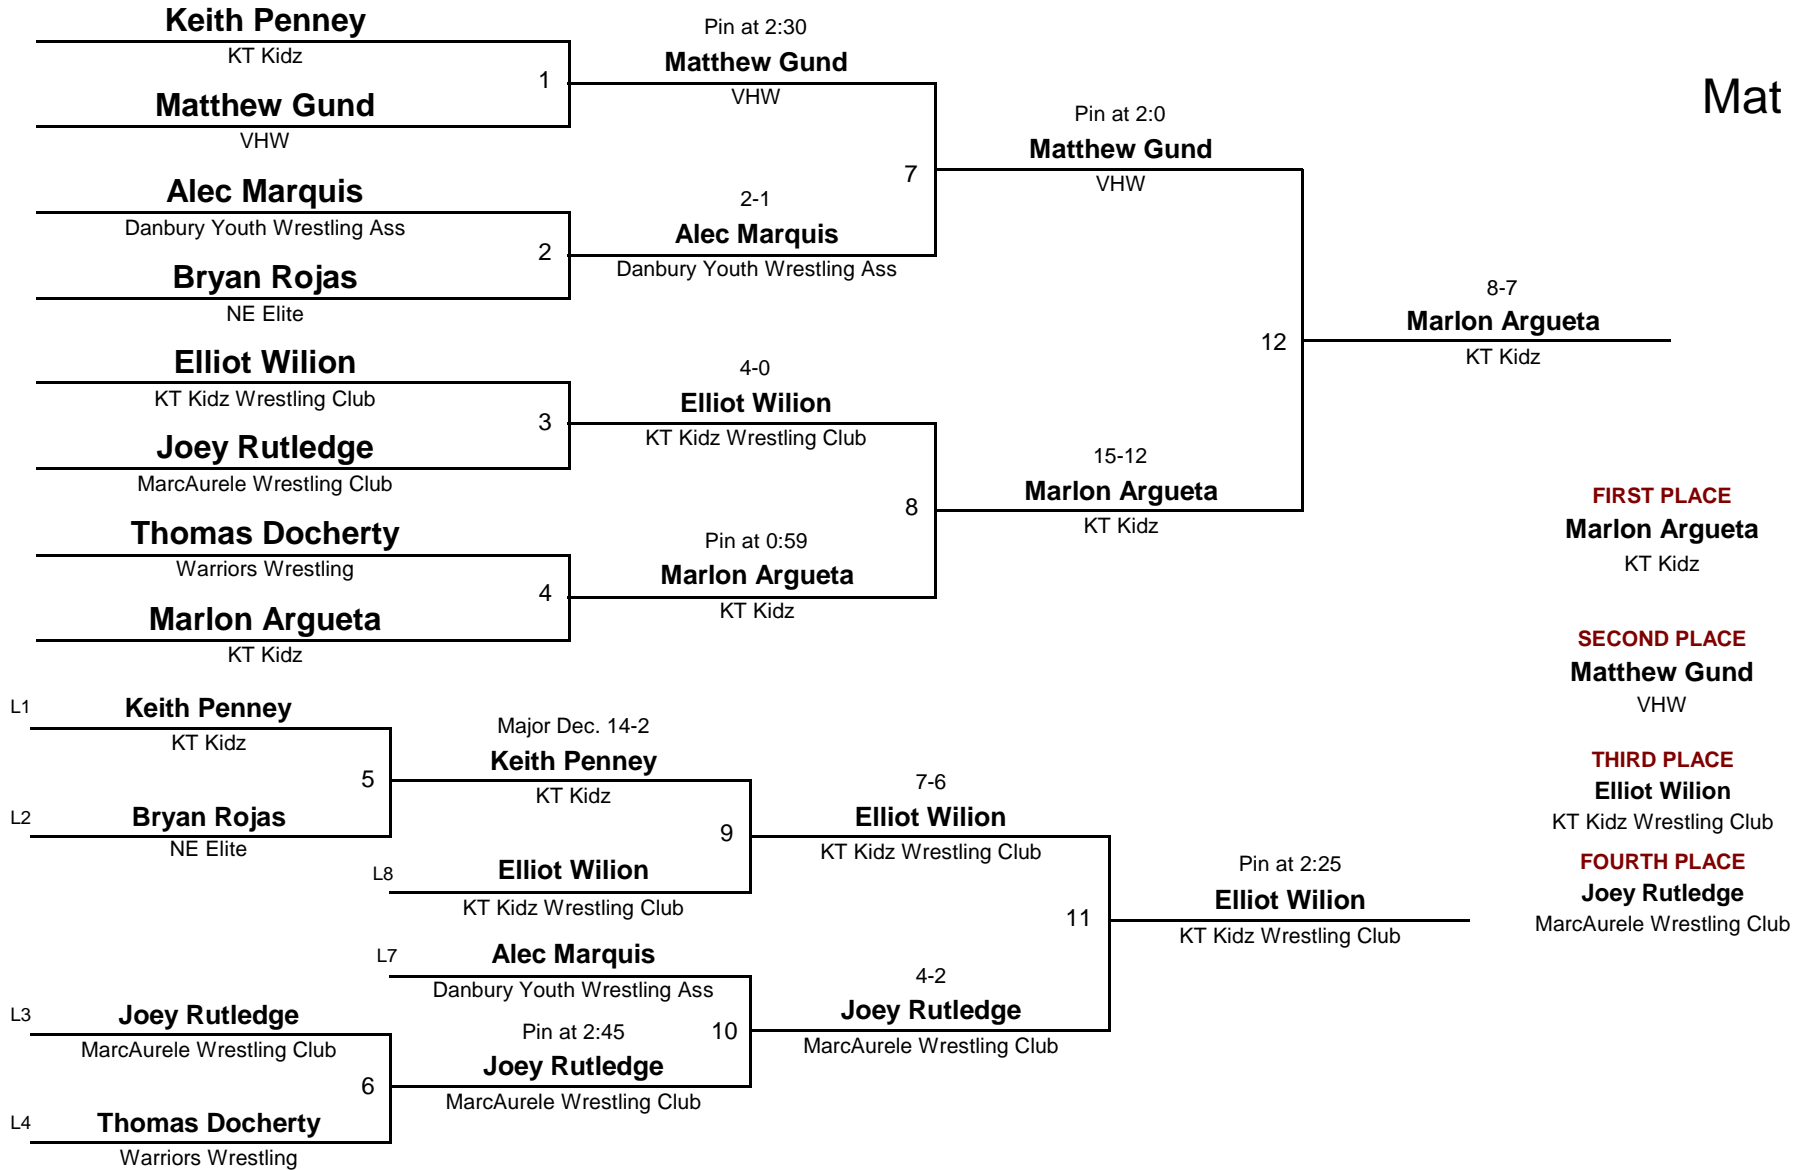 Keith Penney
KT Kidz
1
Matthew Gund
VHW
Alec Marquis
Danbury Youth Wrestling Ass
2
Bryan Rojas
NE Elite
Elliot Wilion
KT Kidz Wrestling Club
3
Joey Rutledge
MarcAurele Wrestling Club
Thomas Docherty
Warriors Wrestling
4
Marlon Argueta
KT Kidz
Pin at 2:30
Matthew Gund
VHW
7
2-1
Alec Marquis
Danbury Youth Wrestling Ass
4-0
Elliot Wilion
KT Kidz Wrestling Club
8
Pin at 0:59
Marlon Argueta
KT Kidz
Pin at 2:0
Matthew Gund
VHW
12
15-12
Marlon Argueta
KT Kidz
8-7
Marlon Argueta
KT Kidz
Mat
FIRST PLACE
Marlon Argueta
KT Kidz
SECOND PLACE
Matthew Gund
VHW
THIRD PLACE
Elliot Wilion
KT Kidz Wrestling Club
FOURTH PLACE
Joey Rutledge
MarcAurele Wrestling Club
L1
Keith Penney
KT Kidz
5
L2
Bryan Rojas
NE Elite
Major Dec. 14-2
Keith Penney
KT Kidz
9
L8
Elliot Wilion
KT Kidz Wrestling Club
L7
Alec Marquis
Danbury Youth Wrestling Ass
10
L3
Joey Rutledge
MarcAurele Wrestling Club
6
L4
Thomas Docherty
Warriors Wrestling
Pin at 2:45
Joey Rutledge
MarcAurele Wrestling Club
7-6
Elliot Wilion
KT Kidz Wrestling Club
11
4-2
Joey Rutledge
MarcAurele Wrestling Club
Pin at 2:25
Elliot Wilion
KT Kidz Wrestling Club